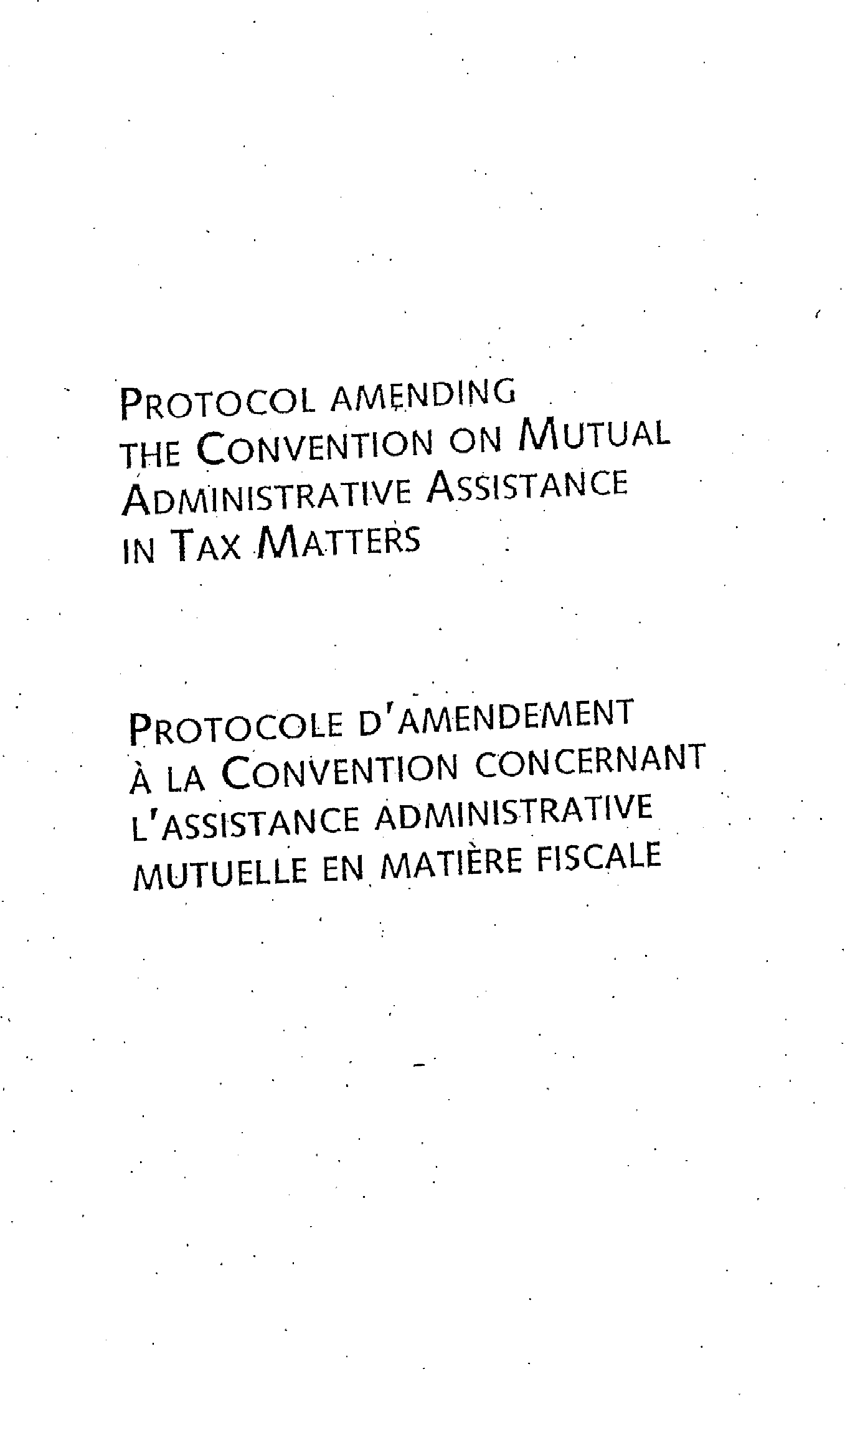 PROTOCOL AMENDING
THE CONVENTION ON MUTUAL
ADMINISTRATIVE ASSISTANCE
IN TAX MATTERS
PROTOCOLE D'AMENDEMENT
À LA CONVENTION CONCERNANT
L'ASSISTANCE ADMINISTRATIVE
MUTUELLE EN MATIÈRE FISCALE